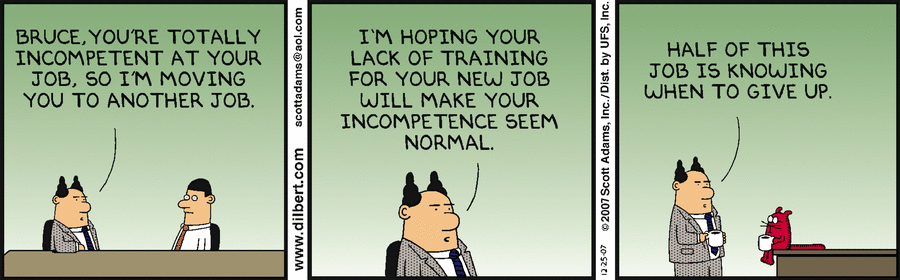 BRUCE, YOU'RE TOTALLY
INCOMPETENT AT YOUR
JOB, SO I'M MOVING
YOU TO ANOTHER JOB.
www.dilbert.com
scottadams@aol.com
I'M HOPING YOUR
LACK OF TRAINING
FOR YOUR NEW JOB
WILL MAKE YOUR
INCOMPETENCE SEEM
NORMAL.
12-25-07 © 2007 Scott Adams, Inc./Dist. by UFS, Inc.
HALF OF THIS
JOB IS KNOWING
WHEN TO GIVE UP.